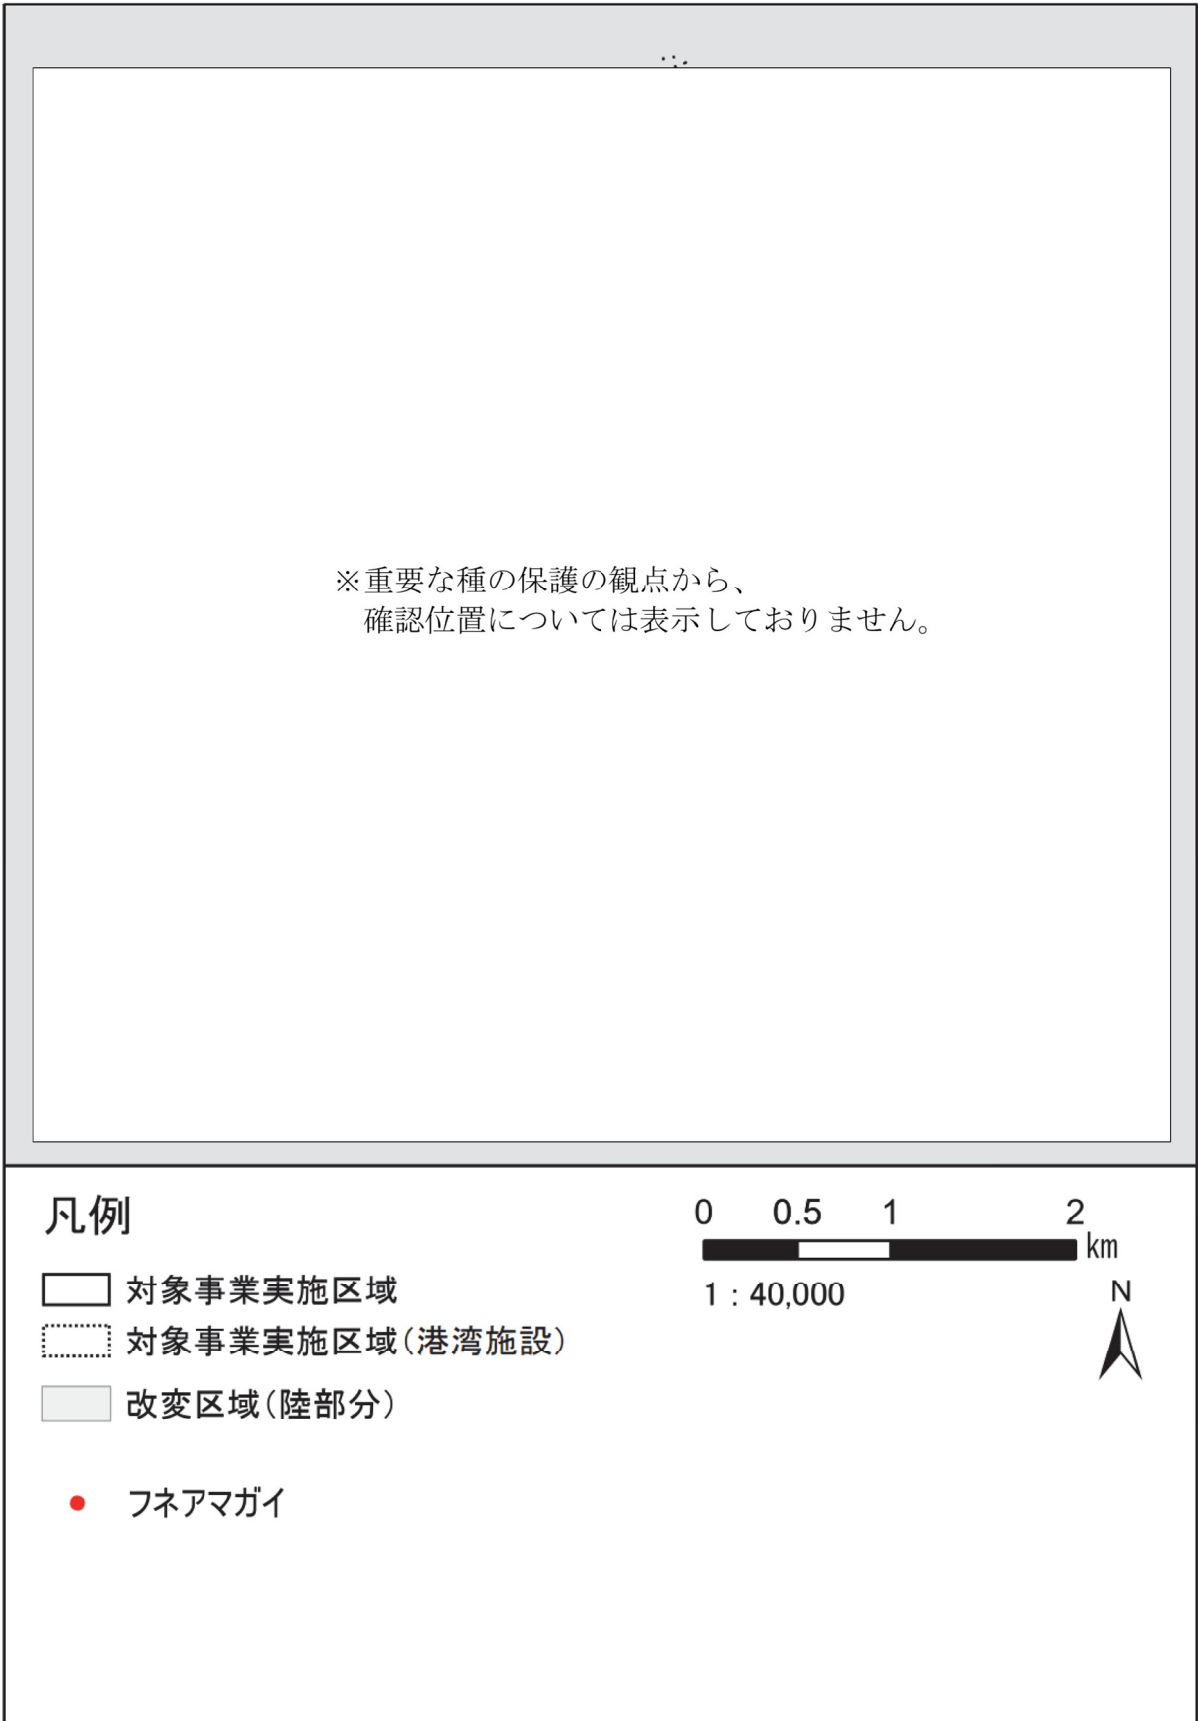 ※重要な種の保護の観点から、
確認位置については表示しておりません。
凡例
0 0.5 1 2
km
1：40,000
N
対象事業実施区域
対象事業実施区域（港湾施設）
改変区域（陸部分）
フネアマガイ